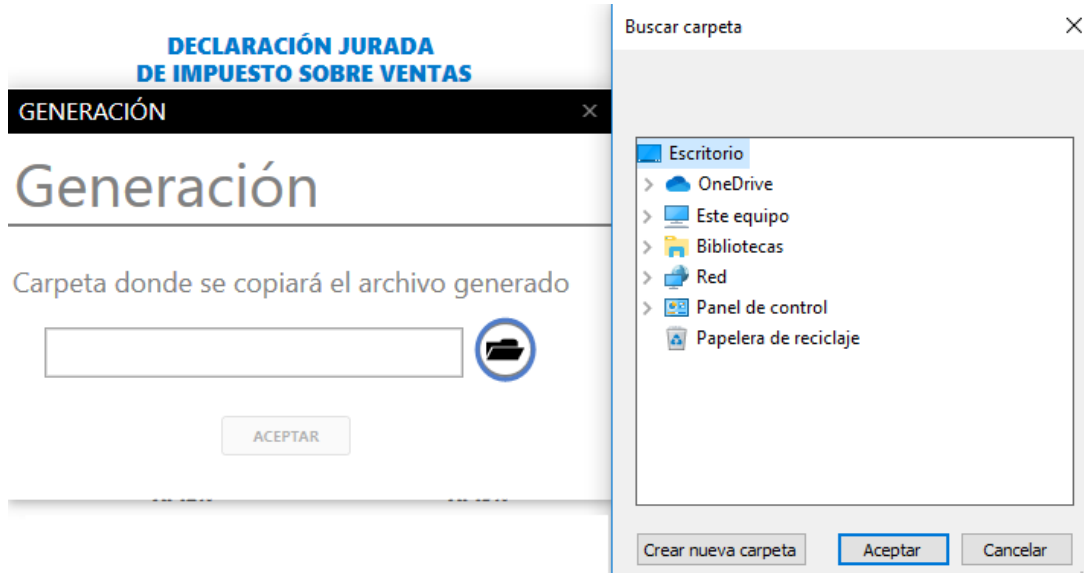 DECLARACIÓN JURADA
DE IMPUESTO SOBRE VENTAS
GENERACIÓN
Generación
Carpeta donde se copiará el archivo generado
ACEPTAR
Buscar carpeta
Escritorio
OneDrive
Este equipo
Bibliotecas
Red
Panel de control
Papelera de reciclaje
Crear nueva carpeta
Aceptar
Cancelar